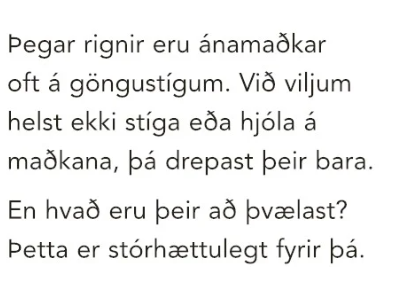 Þegar rignir eru ánamaðkar
oft á göngustígum. Við viljum
helst ekki stíga eða hjóla á
maðkana, þá drepast þeir bara.
En hvað eru þeir að þvælast?
Þetta er stórhættulegt fyrir þá.